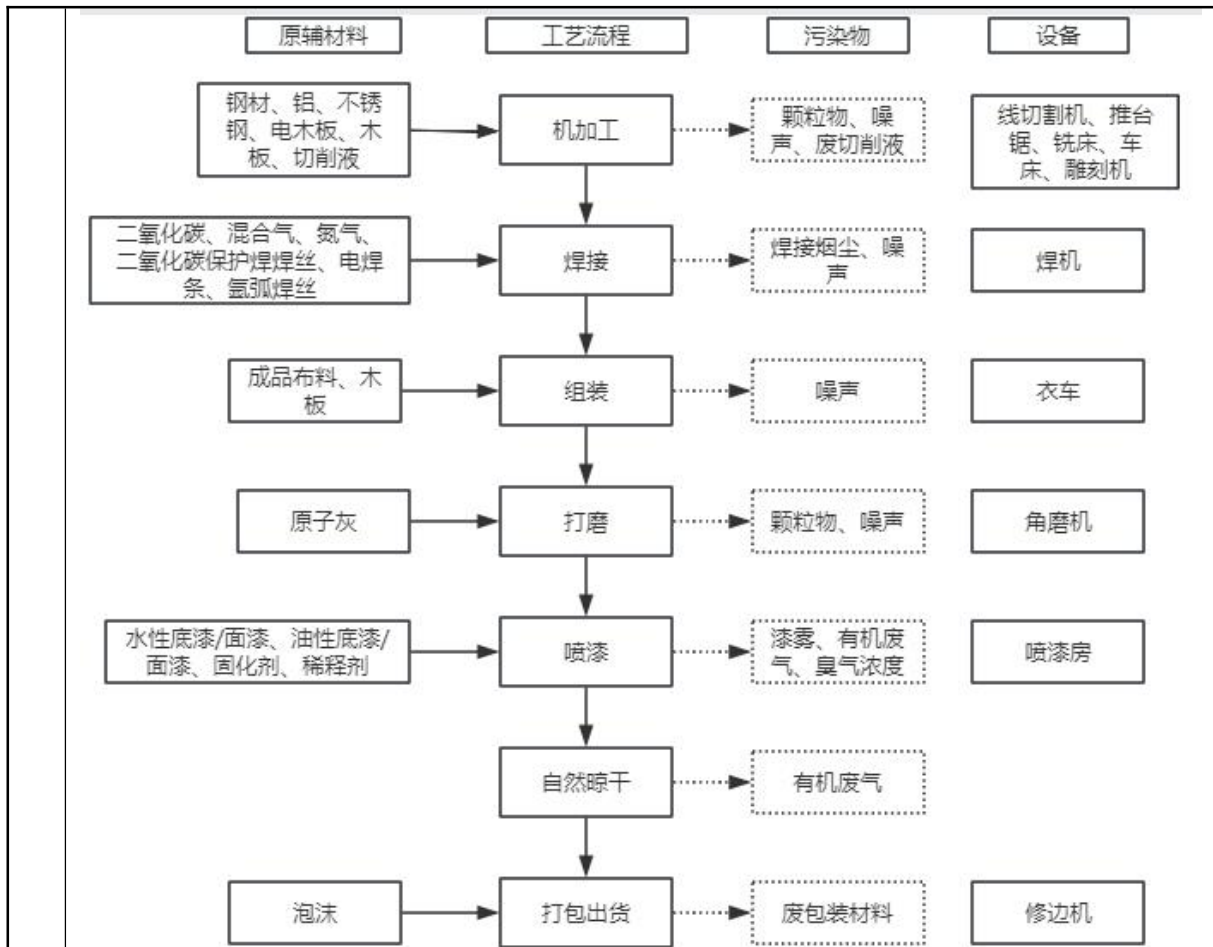 原辅材料
工艺流程
污染物
设备
钢材、铝、不锈
钢、电木板、木
板、切削液
机加工
颗粒物、噪
声、废切削液
线切割机、推台
锯、铣床、车
床、雕刻机
二氧化碳、混合气、氮气、
二氧化碳保护焊焊丝、电焊
条、氩弧焊丝
焊接
焊接烟尘、噪
声
焊机
成品布料、木
板
组装
噪声
衣车
原子灰
打磨
颗粒物、噪声
角磨机
水性底漆/面漆、油性底漆/
面漆、固化剂、稀释剂
喷漆
漆雾、有机废
气、臭气浓度
喷漆房
自然晾干
有机废气
泡沫
打包出货
废包装材料
修边机